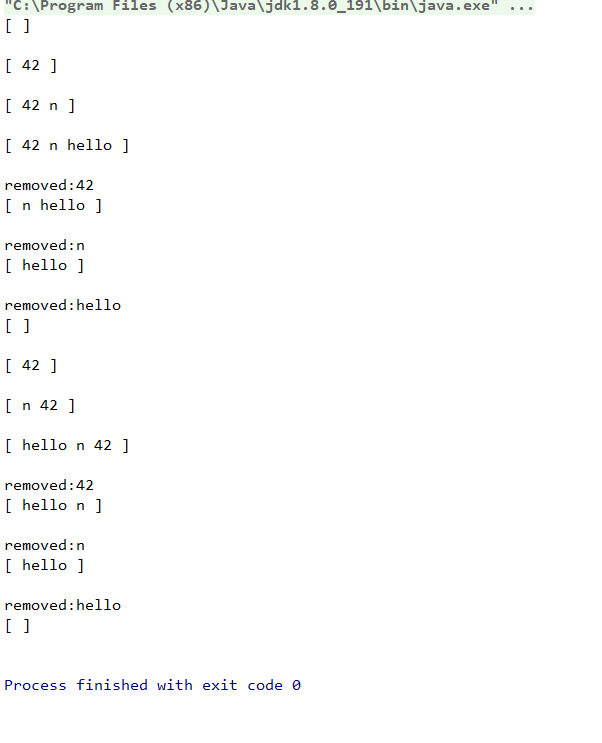 "C:\Program Files (x86)\Java\jdk1.8.0_191\bin\java.exe" ...
[ ]
[ 42 ]
[ 42 n ]
[ 42 n hello ]
removed:42
[ n hello ]
removed:n
[ hello ]
removed:hello
[ ]
[ 42 ]
[ n 42 ]
[ hello n 42 ]
removed:42
[ hello n ]
removed:n
[ hello ]
removed:hello
[ ]
Process finished with exit code 0